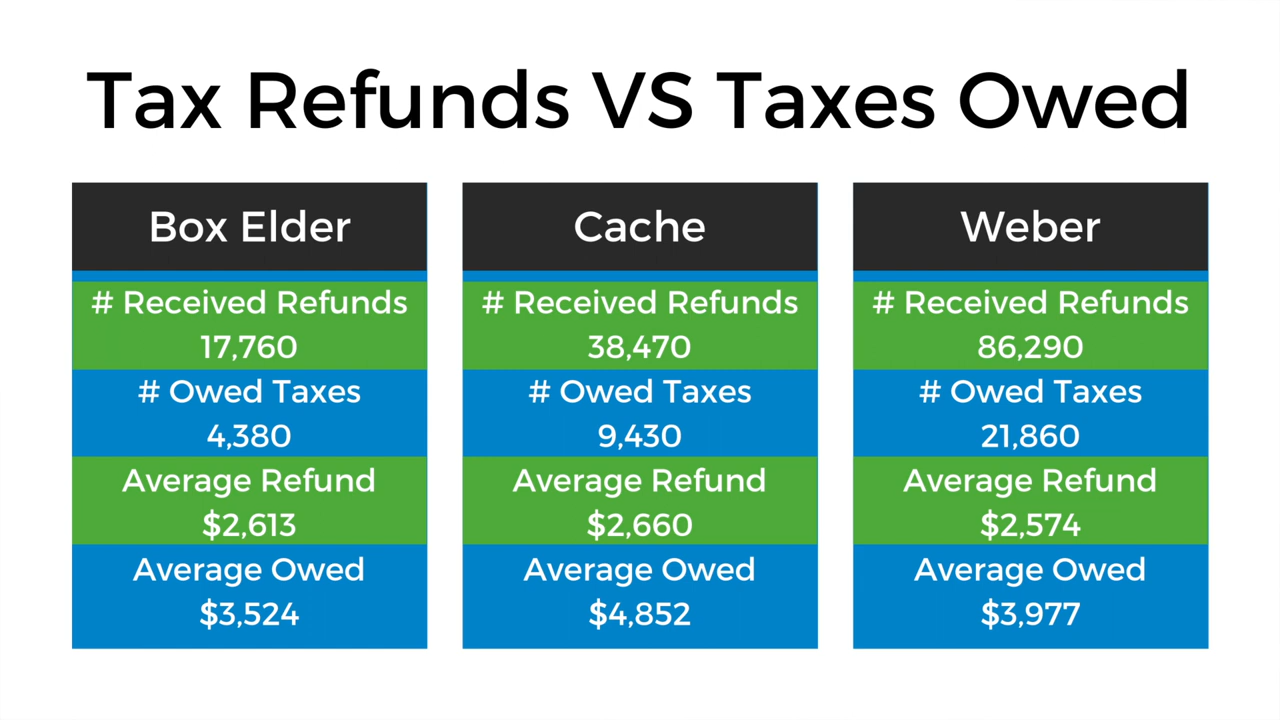 Tax Refunds VS Taxes Owed
Box Elder
# Received Refunds
17,760
# Owed Taxes
4,380
Average Refund
$2,613
Average Owed
$3,524
Cache
# Received Refunds
38,470
# Owed Taxes
9,430
Average Refund
$2,660
Average Owed
$4,852
Weber
# Received Refunds
86,290
# Owed Taxes
21,860
Average Refund
$2,574
Average Owed
$3,977